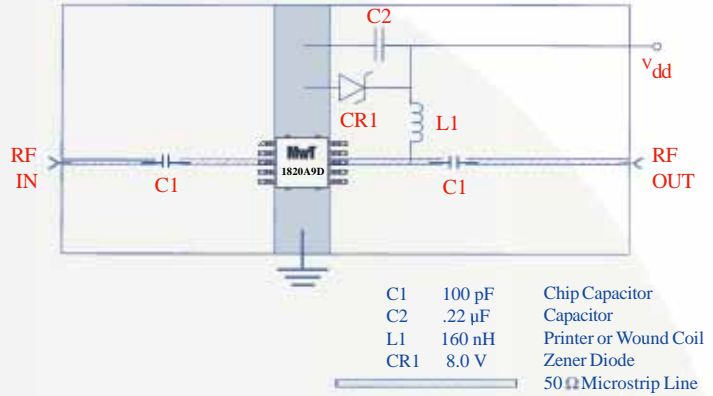 C2
Vdd
CR1
L1
RF IN
C1
MwT
1820A9D
C1
RF OUT
C1 100 pF Chip Capacitor
C2 .22 µF Capacitor
L1 160 nH Printer or Wound Coil
CR1 8.0 V Zener Diode
50 Ω Microstrip Line